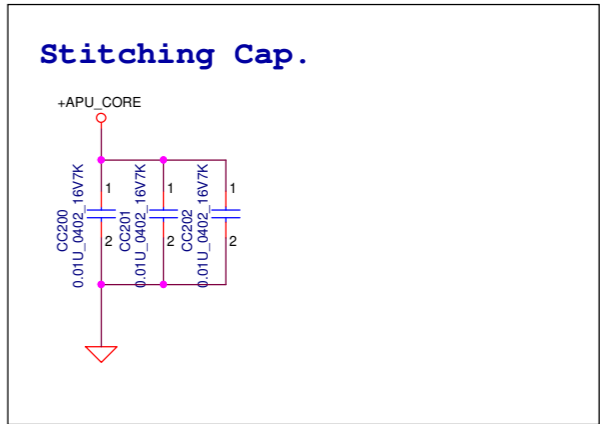 Stitching Cap.
+APU_CORE
CC200
0.01U_0402_16V7K
1
2
CC201
0.01U_0402_16V7K
1
2
CC202
0.01U_0402_16V7K
1
2